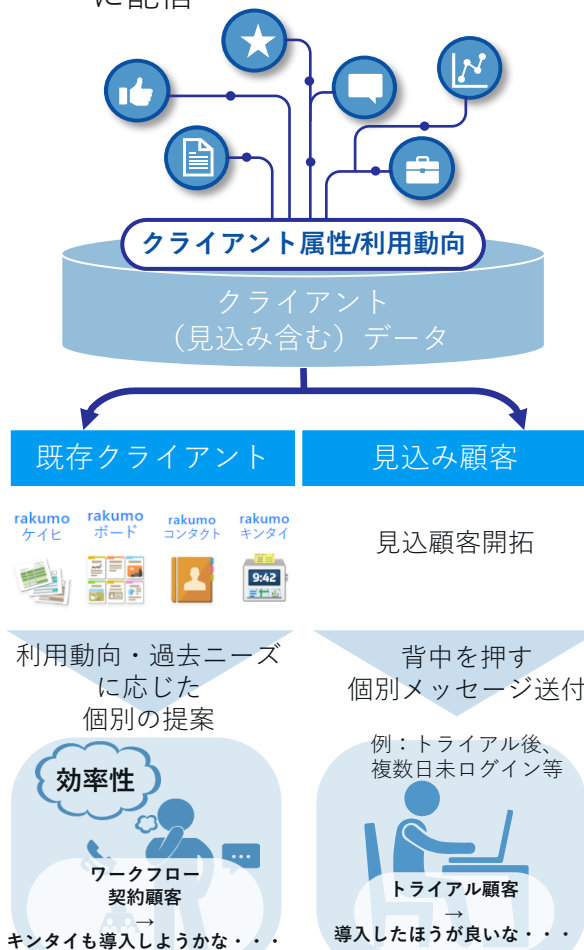 に配信
クライアント属性/利用動向
クライアント
（見込み含む）データ
既存クライアント
見込み顧客
rakumo
ケイヒ
rakumo
ボード
rakumo
コンタクト
rakumo
キンタイ
9:42
見込顧客開拓
利用動向・過去ニーズ
に応じた
個別の提案
背中を押す
個別メッセージ送付
例：トライアル後、
複数日未ログイン等
効率性
ワークフロー
契約顧客
→
キンタイも導入しようかな・・・
トライアル顧客
→
導入したほうが良いな・・・